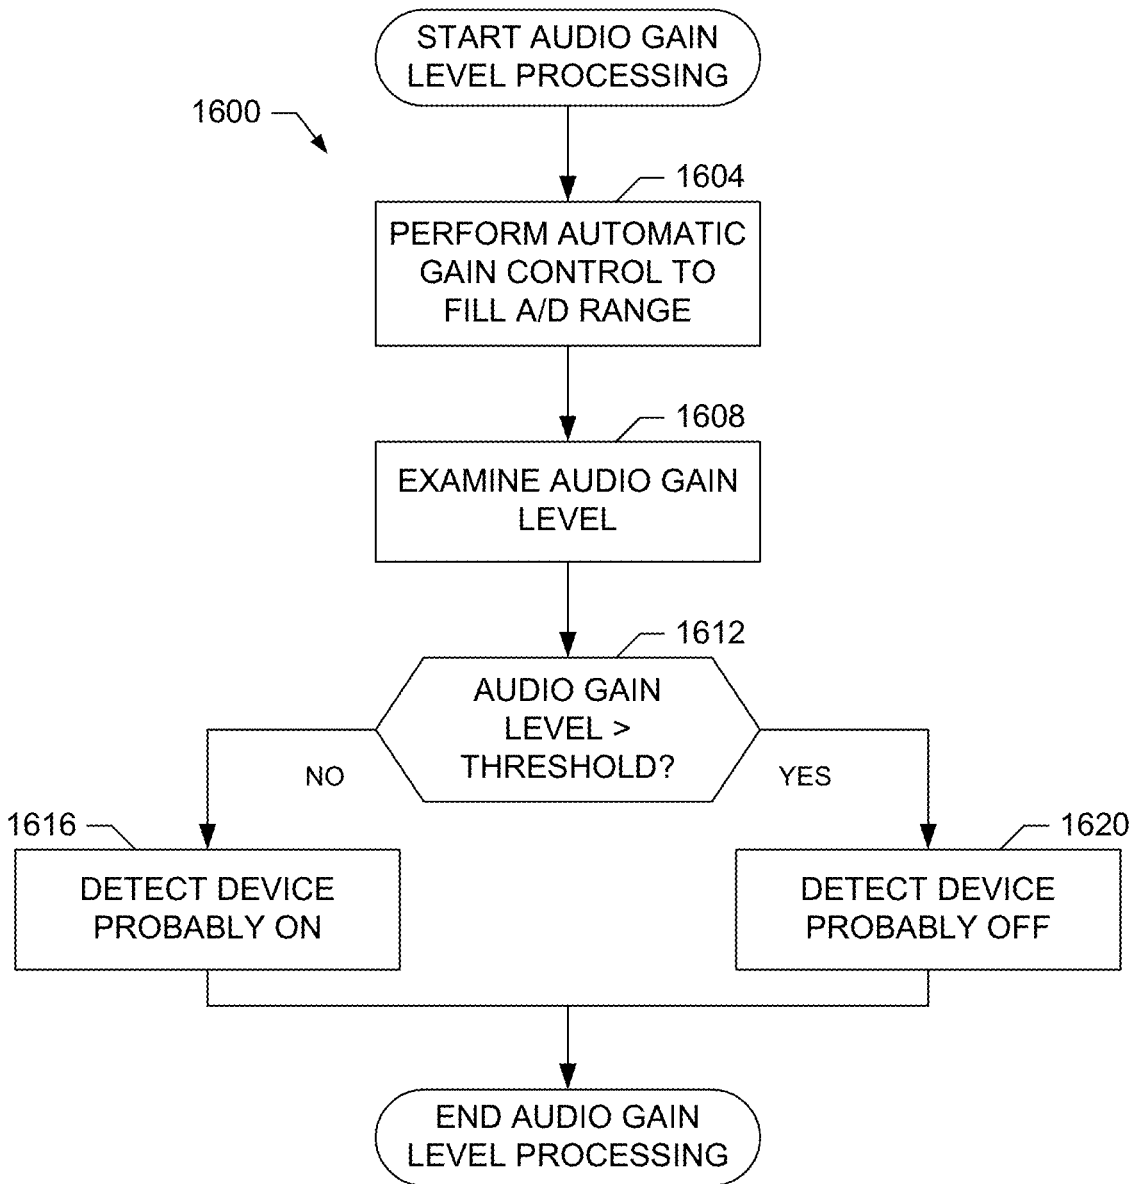 START AUDIO GAIN
LEVEL PROCESSING
1600
1604
PERFORM AUTOMATIC
GAIN CONTROL TO
FILL A/D RANGE
1608
EXAMINE AUDIO GAIN
LEVEL
1612
AUDIO GAIN
LEVEL >
THRESHOLD?
NO
YES
1616
DETECT DEVICE
PROBABLY ON
1620
DETECT DEVICE
PROBABLY OFF
END AUDIO GAIN
LEVEL PROCESSING